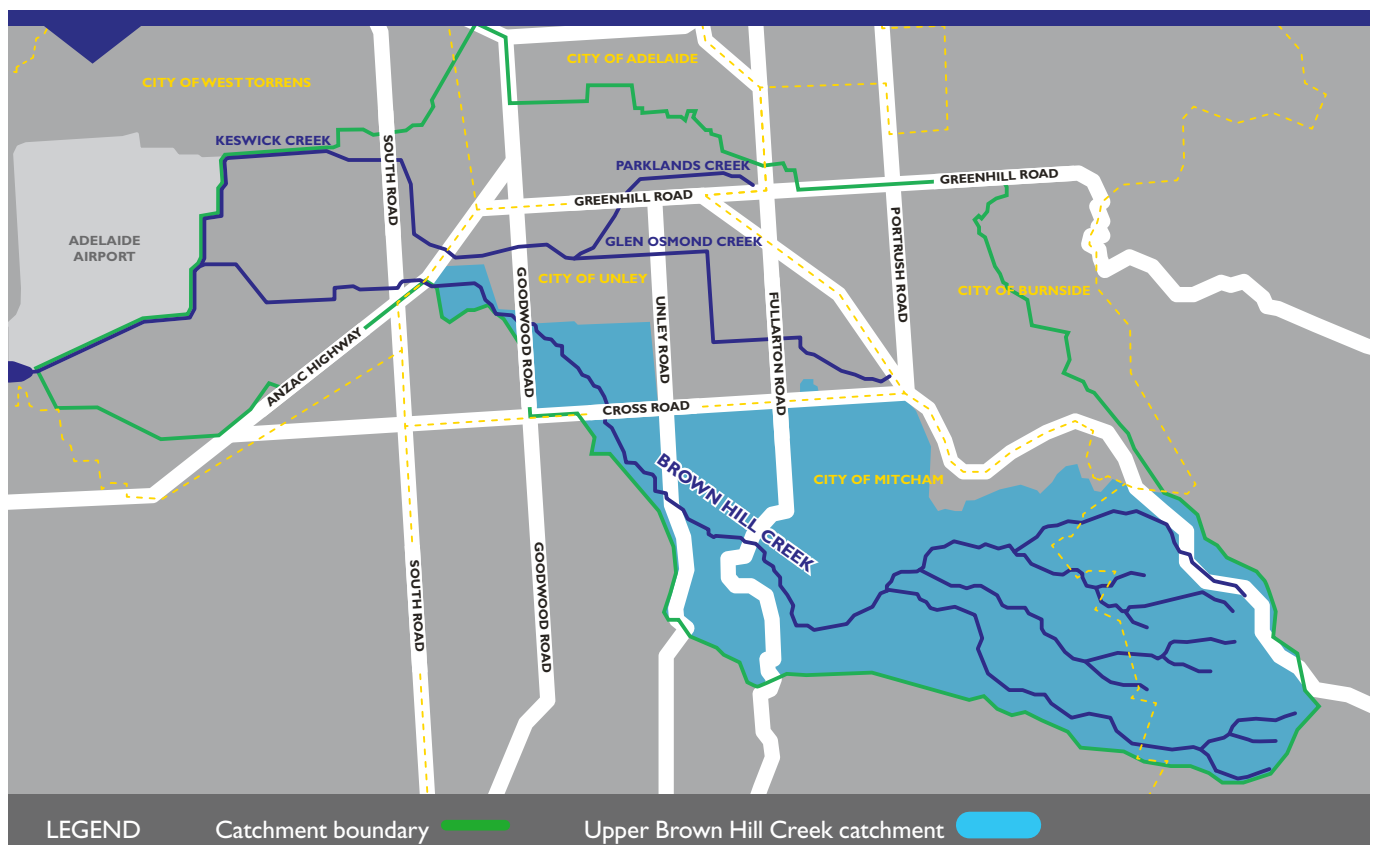 CITY OF WEST TORRENS
CITY OF ADELAIDE
KESWICK CREEK
SOUTH ROAD
PARKLANDS CREEK
GREENHILL ROAD
GREENHILL ROAD
ADELAIDE
AIRPORT
GLEN OSMOND CREEK
PORTRUSH ROAD
GOODWOOD ROAD
CITY OF UNLEY
CITY OF BURNSIDE
UNLEY ROAD
FULLARTON ROAD
ANZAC HIGHWAY
CROSS ROAD
BROWN HILL CREEK
CITY OF MITCHAM
SOUTH ROAD
GOODWOOD ROAD
LEGEND
Catchment boundary
Upper Brown Hill Creek catchment